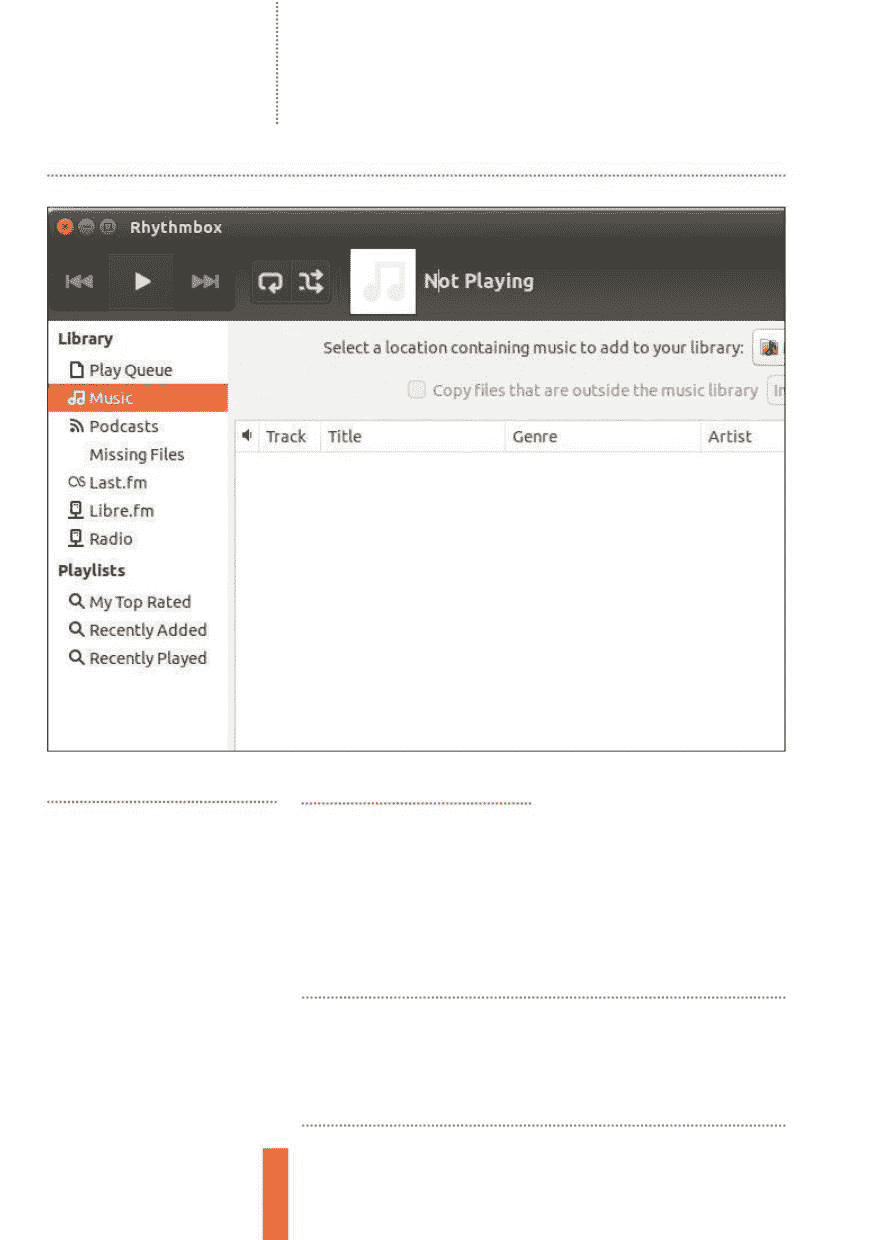 Rhythmbox
Not Playing
Library
Play Queue
Music
Podcasts
Missing Files
Last.fm
Libre.fm
Radio
Playlists
My Top Rated
Recently Added
Recently Played
Select a location containing music to add to your library:
Copy files that are outside the music library
Track Title Genre Artist